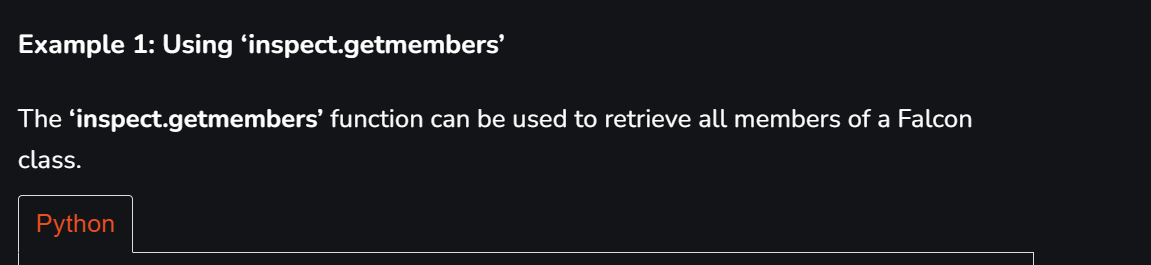 Example 1: Using ‘inspect.getmembers’
The ‘inspect.getmembers’ function can be used to retrieve all members of a Falcon
class.
Python